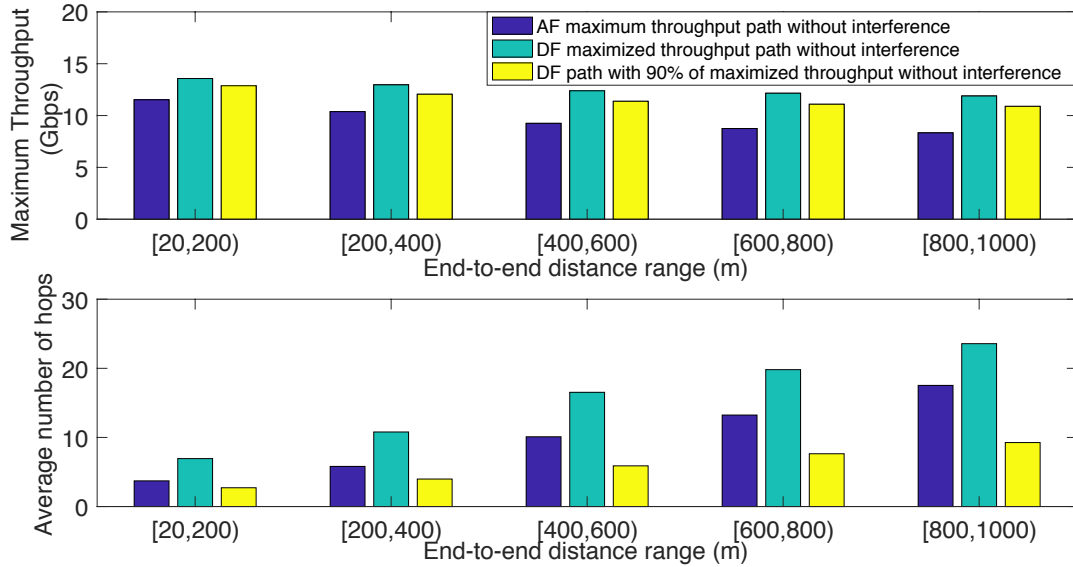 Maximum Throughput
(Gbps)
20
15
10
5
0
AF maximum throughput path without interference
DF maximized throughput path without interference
DF path with 90% of maximized throughput without interference
[20,200) [200,400) [400,600) [600,800) [800,1000)
End-to-end distance range (m)
Average number of hops
30
20
10
0
[20,200) [200,400) [400,600) [600,800) [800,1000)
End-to-end distance range (m)